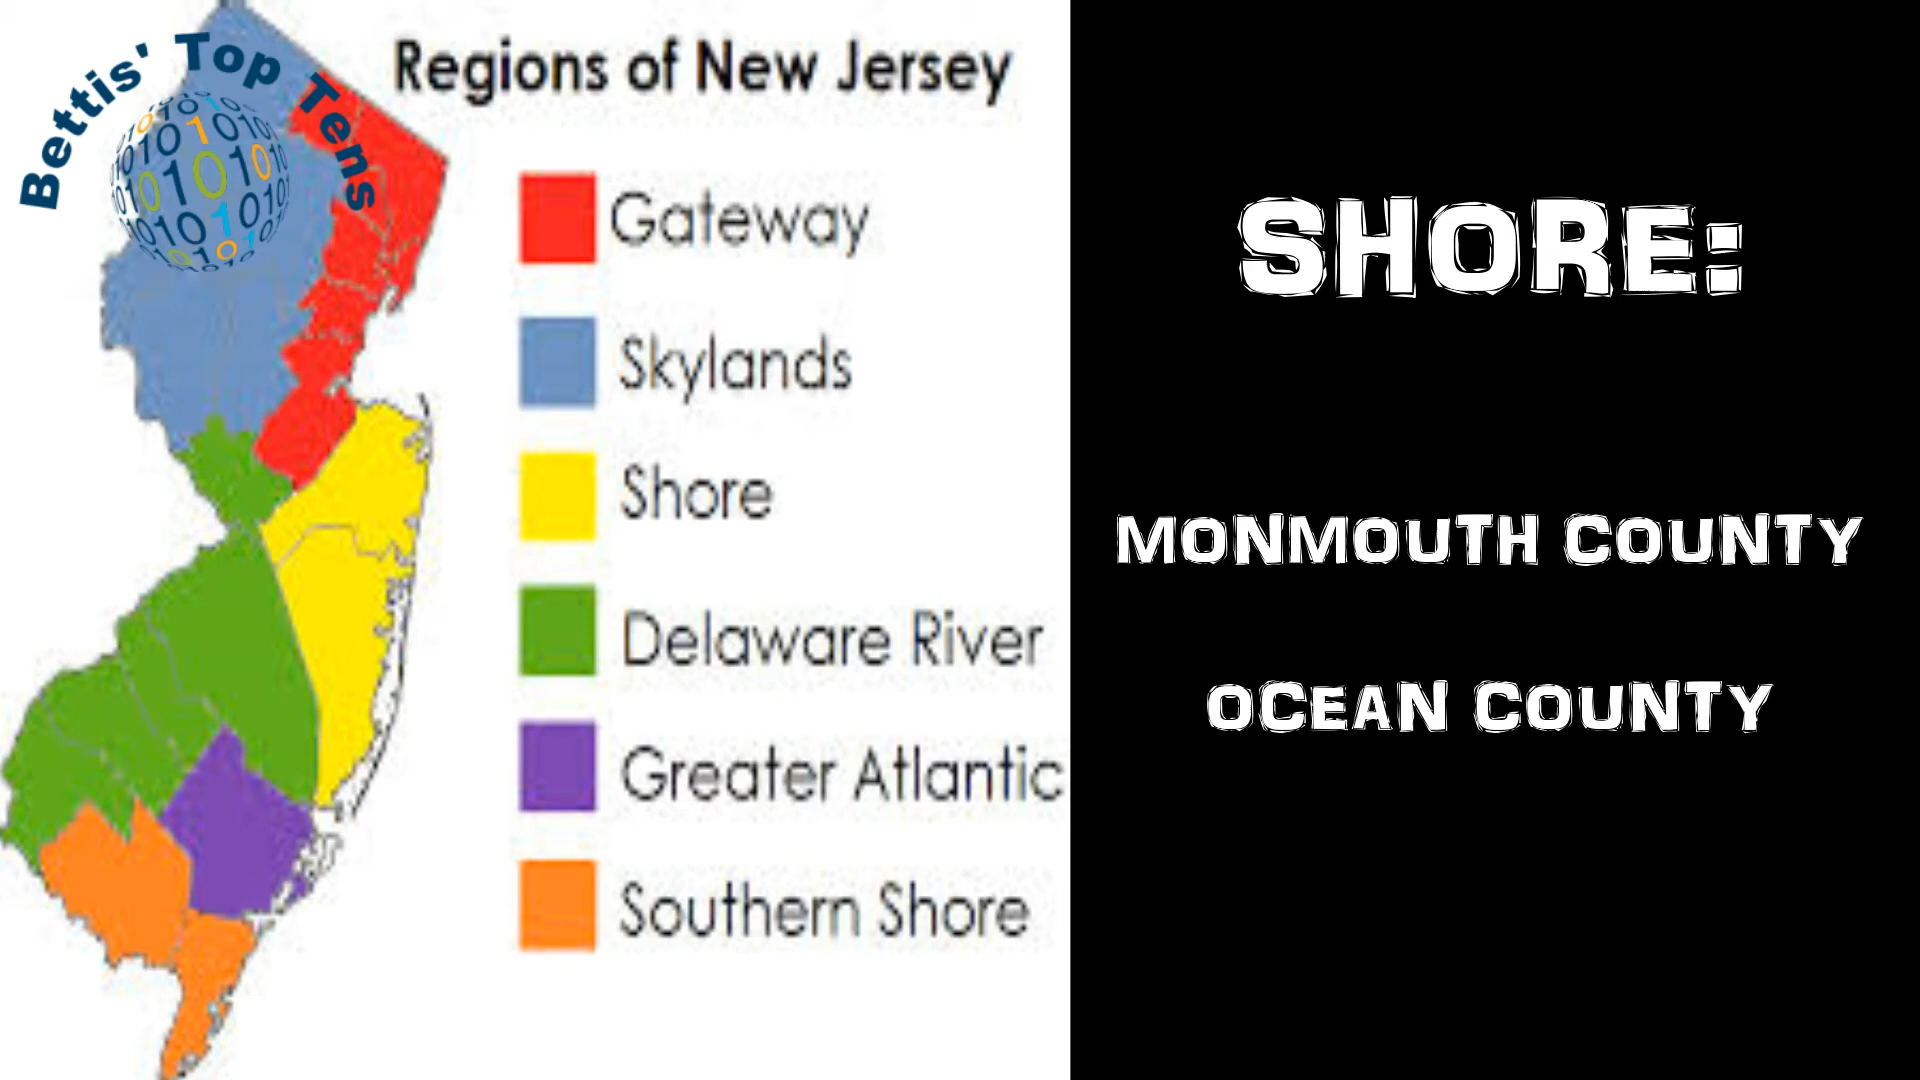 Bettis' Top Tens
Regions of New Jersey
Gateway
Skylands
Shore
Delaware River
Greater Atlantic
Southern Shore
SHORE:
MONMOUTH COUNTY
OCEAN COUNTY